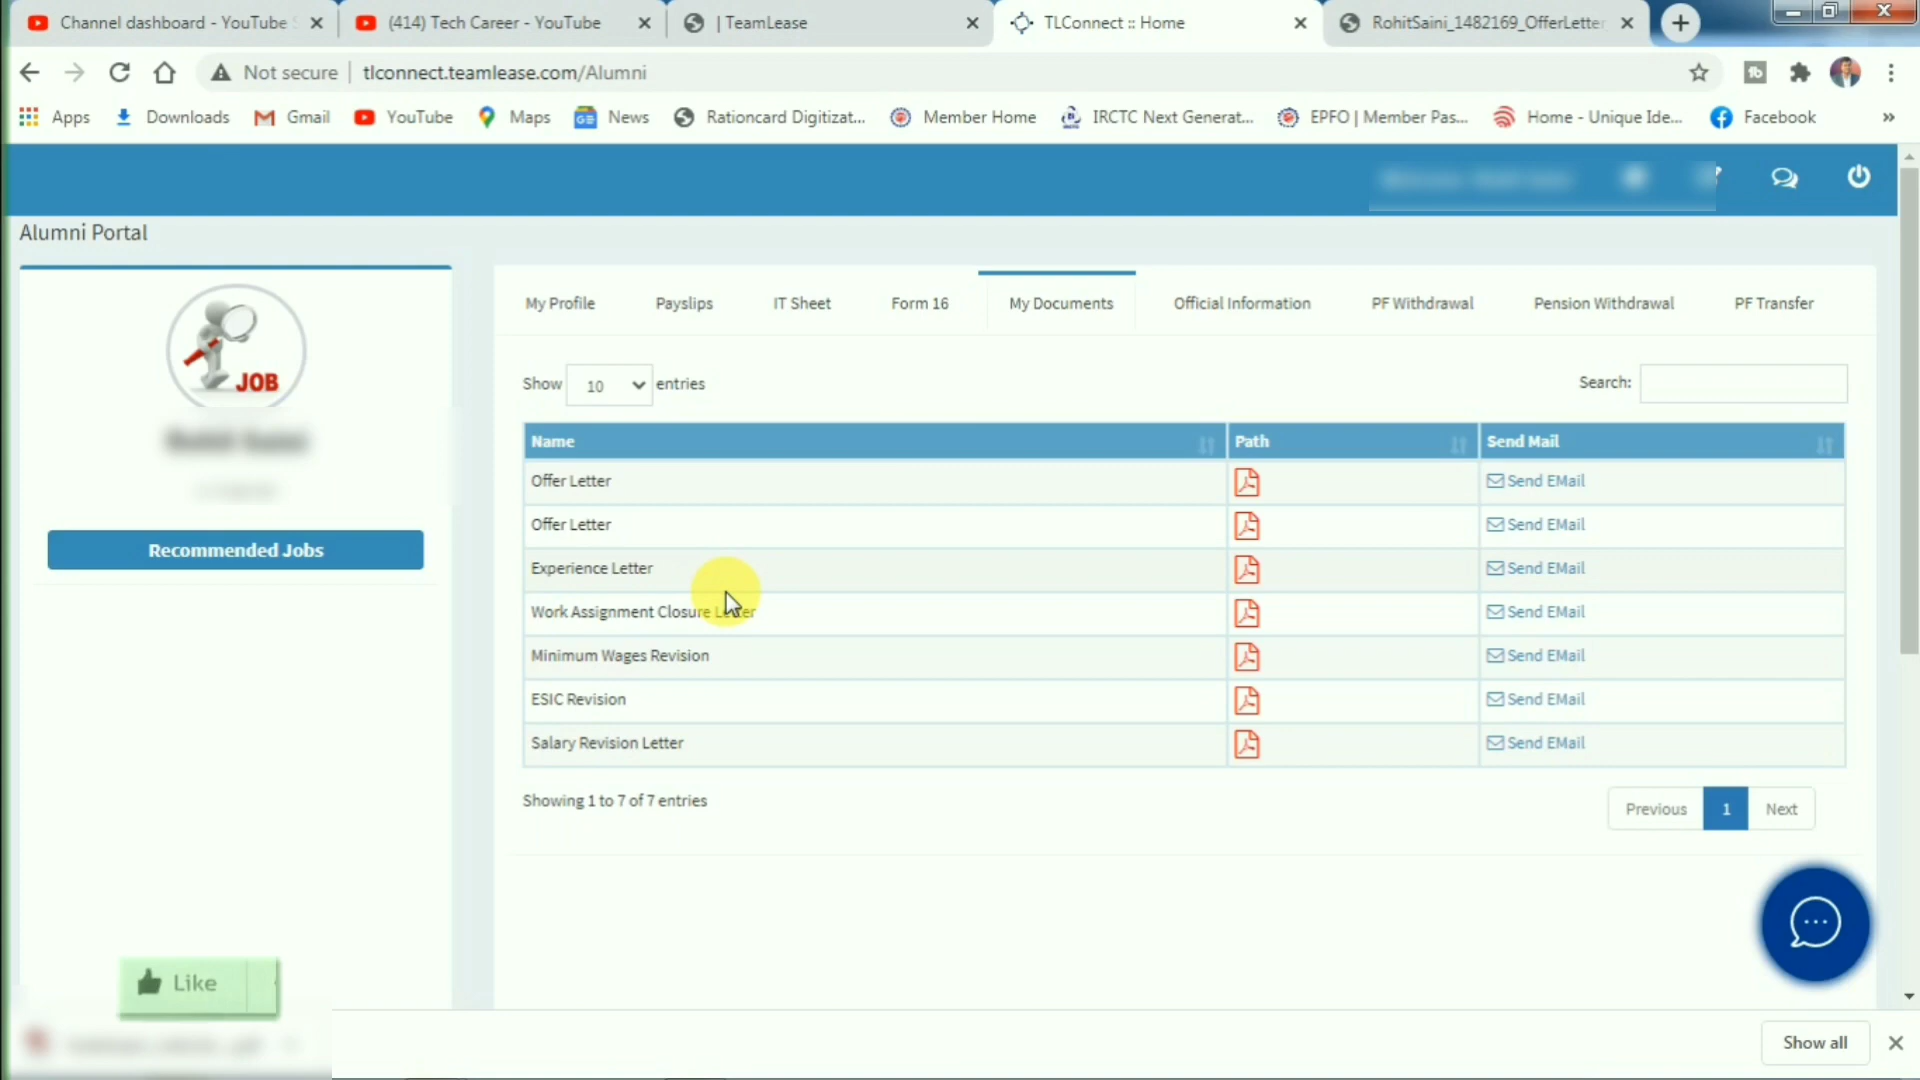 Channel dashboard - YouTube S
(414) Tech Career - YouTube
| TeamLease
TLConnect :: Home
RohitSaini_1482169_OfferLetter
Not secure | tlconnect.teamlease.com/Alumni
Apps Downloads Gmail YouTube Maps News Rationcard Digitizat... Member Home IRCTC Next Generat... EPFO | Member Pas... Home - Unique Ide... Facebook »
Alumni Portal
JOB
Recommended Jobs
My Profile Payslips IT Sheet Form 16 My Documents Official Information PF Withdrawal Pension Withdrawal PF Transfer
Show 10 entries Search:
Name Path Send Mail
Offer Letter Send EMail
Offer Letter Send EMail
Experience Letter Send EMail
Work Assignment Closure Letter Send EMail
Minimum Wages Revision Send EMail
ESIC Revision Send EMail
Salary Revision Letter Send EMail
Showing 1 to 7 of 7 entries
Previous 1 Next
Like
Show all